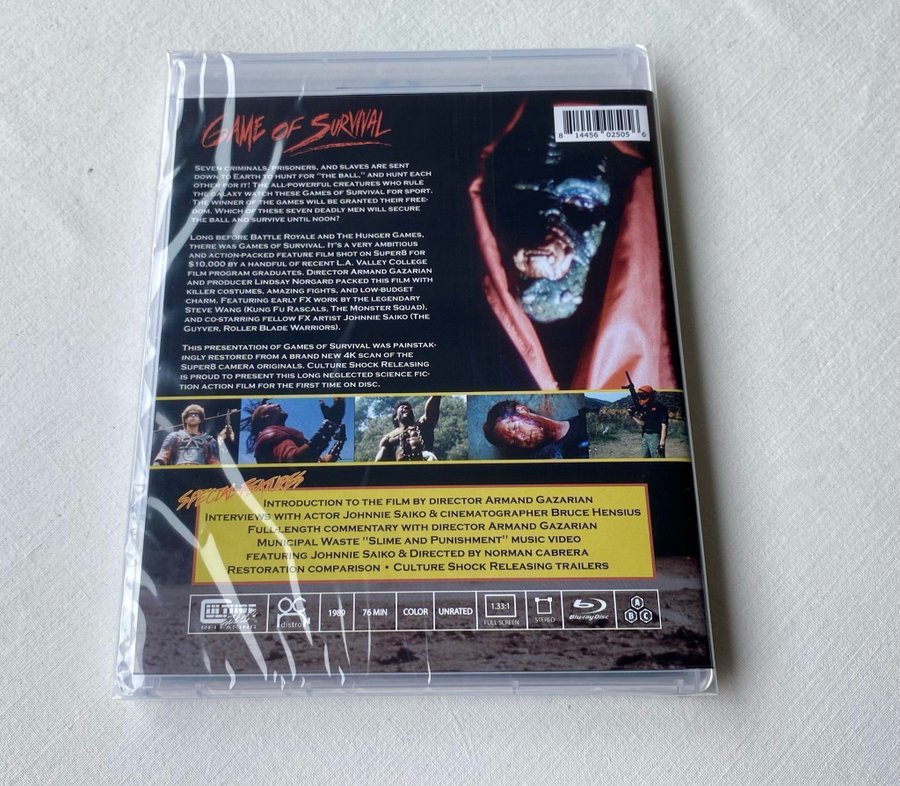 GAME OF SURVIVAL
8 14456 02505 6
SEVEN CRIMINALS, PRISONERS, AND SLAVES ARE SENT
DOWN TO EARTH TO HUNT FOR "THE BALL," AND HUNT EACH
OTHER FOR IT! THE ALL-POWERFUL CREATURES WHO RULE
THE GALAXY WATCH THESE GAMES OF SURVIVAL FOR SPORT.
THE WINNER OF THE GAMES WILL BE GRANTED THEIR FREE-
DOM. WHICH OF THESE SEVEN DEADLY MEN WILL SECURE
THE BALL AND SURVIVE UNTIL NOON?
LONG BEFORE BATTLE ROYALE AND THE HUNGER GAMES,
THERE WAS GAMES OF SURVIVAL. IT'S A VERY AMBITIOUS
AND ACTION-PACKED FEATURE FILM SHOT ON SUPER8 FOR
$10,000 BY A HANDFUL OF RECENT L.A. VALLEY COLLEGE
FILM PROGRAM GRADUATES. DIRECTOR ARMAND GAZARIAN
AND PRODUCER LINDSAY NORGARD PACKED THIS FILM WITH
KILLER COSTUMES, AMAZING FIGHTS, AND LOW-BUDGET
CHARM. FEATURING EARLY FX WORK BY THE LEGENDARY
STEVE WANG (KUNG FU RASCALS, THE MONSTER SQUAD),
AND CO-STARRING FELLOW FX ARTIST JOHNNIE SAIKO (THE
GUYVER, ROLLER BLADE WARRIORS).
THIS PRESENTATION OF GAMES OF SURVIVAL WAS PAINSTAK-
INGLY RESTORED FROM A BRAND NEW 4K SCAN OF THE
SUPER8 CAMERA ORIGINALS. CULTURE SHOCK RELEASING
IS PROUD TO PRESENT THIS LONG NEGLECTED SCIENCE FIC-
TION ACTION FILM FOR THE FIRST TIME ON DISC.
SPECIAL FEATURES
INTRODUCTION TO THE FILM BY DIRECTOR ARMAND GAZARIAN
INTERVIEWS WITH ACTOR JOHNNIE SAIKO & CINEMATOGRAPHER BRUCE HENSIUS
FULL-LENGTH COMMENTARY WITH DIRECTOR ARMAND GAZARIAN
MUNICIPAL WASTE "SLIME AND PUNISHMENT" MUSIC VIDEO
FEATURING JOHNNIE SAIKO & DIRECTED BY NORMAN CABRERA
RESTORATION COMPARISON • CULTURE SHOCK RELEASING TRAILERS
RELEASING
OC
distro
1989
76 MIN
COLOR
UNRATED
1.33:1
FULL SCREEN
STEREO
Blu-ray Disc
A
B C